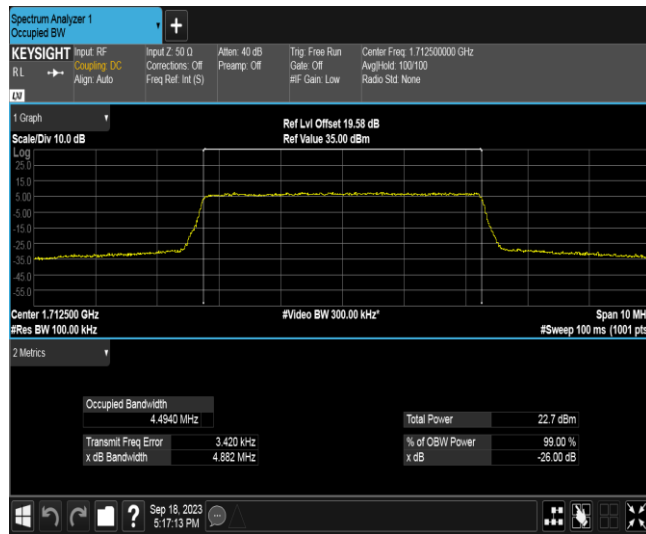 Spectrum Analyzer 1
Occupied BW
+
KEYSIGHT
RL
LXI
Input: RF
Coupling: DC
Align: Auto
Input Z: 50 Ω
Corrections: Off
Freq Ref: Int (S)
Atten: 40 dB
Preamp: Off
Trig: Free Run
Gate: Off
#IF Gain: Low
Center Freq: 1.712500000 GHz
Avg|Hold: 100/100
Radio Std: None
1 Graph
Scale/Div 10.0 dB
Ref Lvl Offset 19.58 dB
Ref Value 35.00 dBm
Log
25.0
15.0
5.00
-5.00
-15.0
-25.0
-35.0
-45.0
-55.0
Center 1.712500 GHz
#Res BW 100.00 kHz
#Video BW 300.00 kHz*
Span 10 MH
#Sweep 100 ms (1001 pts
2 Metrics
Occupied Bandwidth
4.4940 MHz
Transmit Freq Error 3.420 kHz
x dB Bandwidth 4.882 MHz
Total Power 22.7 dBm
% of OBW Power 99.00 %
x dB -26.00 dB
?
Sep 18, 2023
5:17:13 PM